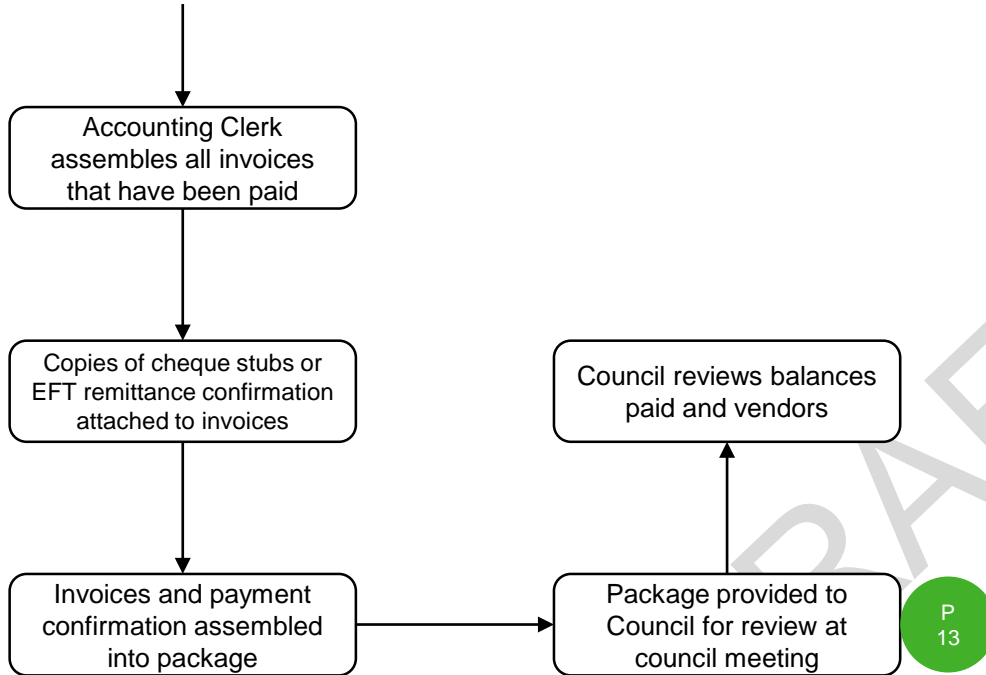 Accounting Clerk
assembles all invoices
that have been paid
Copies of cheque stubs or
EFT remittance confirmation
attached to invoices
Invoices and payment
confirmation assembled
into package
Package provided to
Council for review at
council meeting
P
13
Council reviews balances
paid and vendors